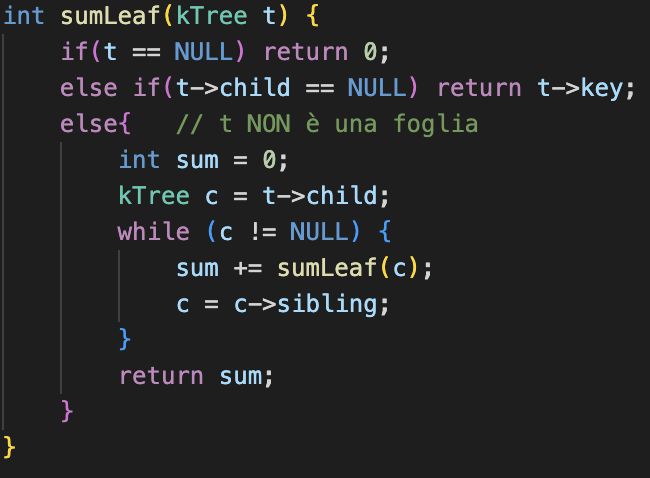 int sumLeaf(kTree t) {
if(t == NULL) return 0;
else if(t->child == NULL) return t->key;
else{   // t NON è una foglia
int sum = 0;
kTree c = t->child;
while (c != NULL) {
sum += sumLeaf(c);
c = c->sibling;
}
return sum;
}
}